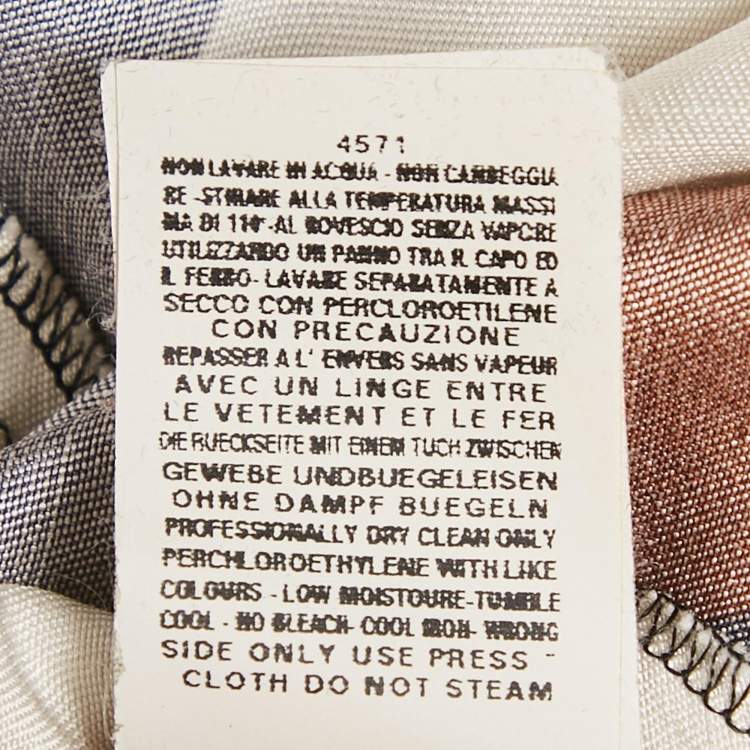 4571
NON LAVARE IN ACQUA - NON CANDEGGIA
RE -STIRARE ALLA TEMPERATURA MASSI
MA DI 110°-AL ROVESCIO SENZA VAPORE
UTILIZZANDO UN PANNO TRA IL CAPO ED
IL FERRO- LAVARE SEPARATAMENTE A
SECCO CON PERCLOROETILENE
CON PRECAUZIONE
REPASSER A L' ENVERS SANS VAPEUR
AVEC UN LINGE ENTRE
LE VETEMENT ET LE FER
DIE RUECKSEITE MIT EINEM TUCH ZWISCHEN
GEWEBE UNDBUEGELEISEN
OHNE DAMPF BUEGELN
PROFESSIONALLY DRY CLEAN ONLY
PERCHLOROETHYLENE WITH LIKE
COLOURS - LOW MOISTOURE-TUMBLE
COOL - NO BLEACH- COOL IRON- WRONG
SIDE ONLY USE PRESS -
CLOTH DO NOT STEAM